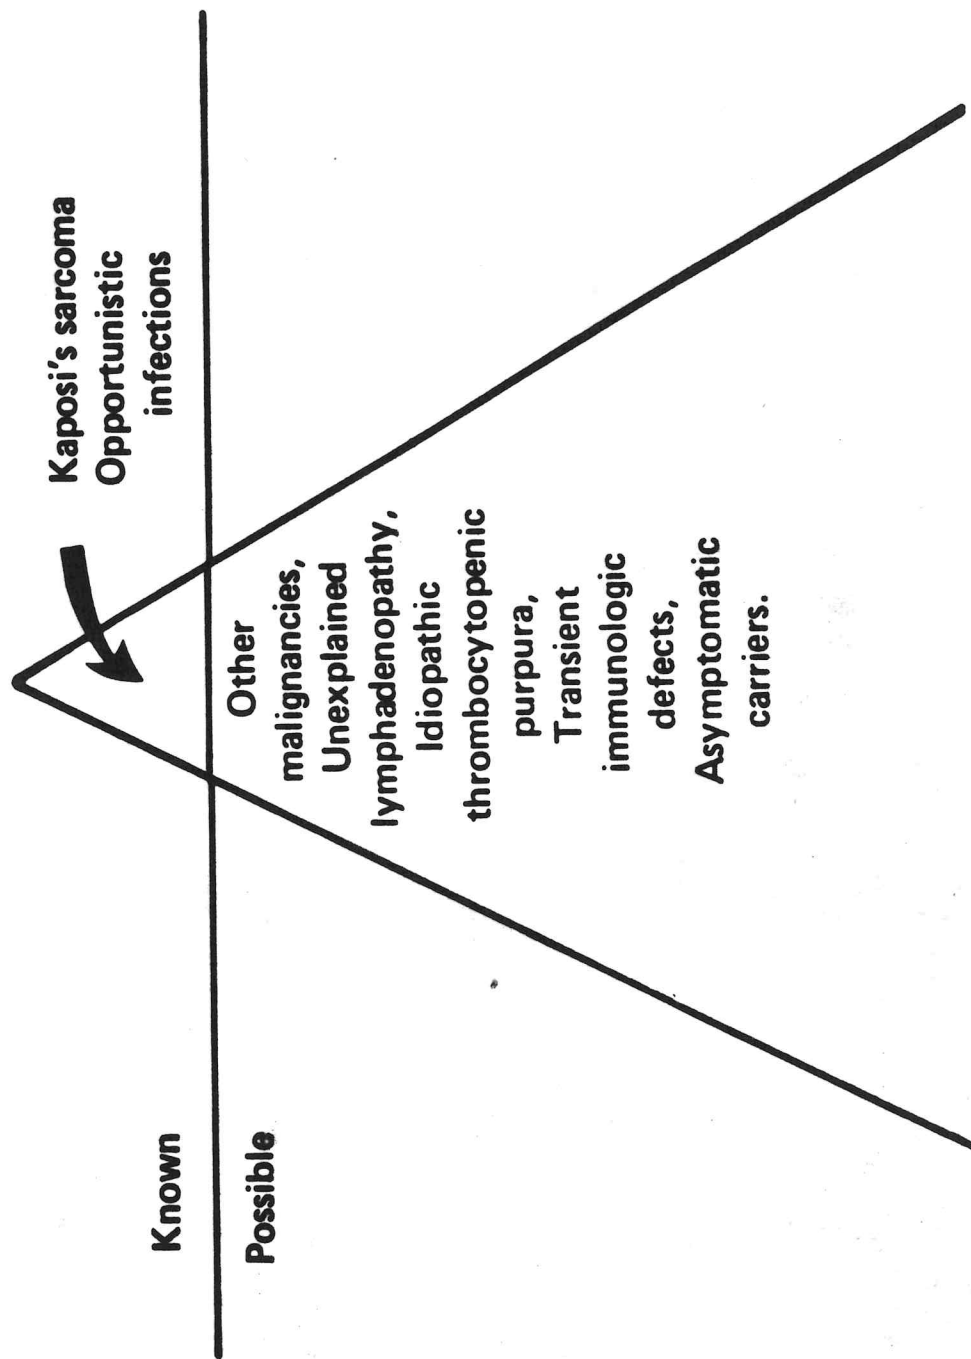 Kaposi's sarcoma
Opportunistic
infections
Known
Possible
Other
malignancies,
Unexplained
lymphadenopathy,
Idiopathic
thrombocytopenic
purpura,
Transient
immunologic
defects,
Asymptomatic
carriers.